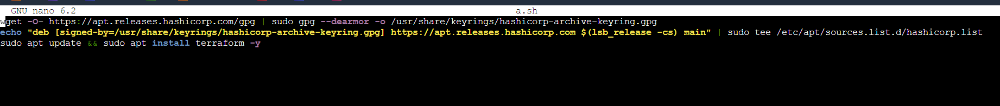 GNU nano 6.2 a.sh
wget -O- https://apt.releases.hashicorp.com/gpg | sudo gpg --dearmor -o /usr/share/keyrings/hashicorp-archive-keyring.gpg
echo "deb [signed-by=/usr/share/keyrings/hashicorp-archive-keyring.gpg] https://apt.releases.hashicorp.com $(lsb_release -cs) main" | sudo tee /etc/apt/sources.list.d/hashicorp.list
sudo apt update && sudo apt install terraform -y